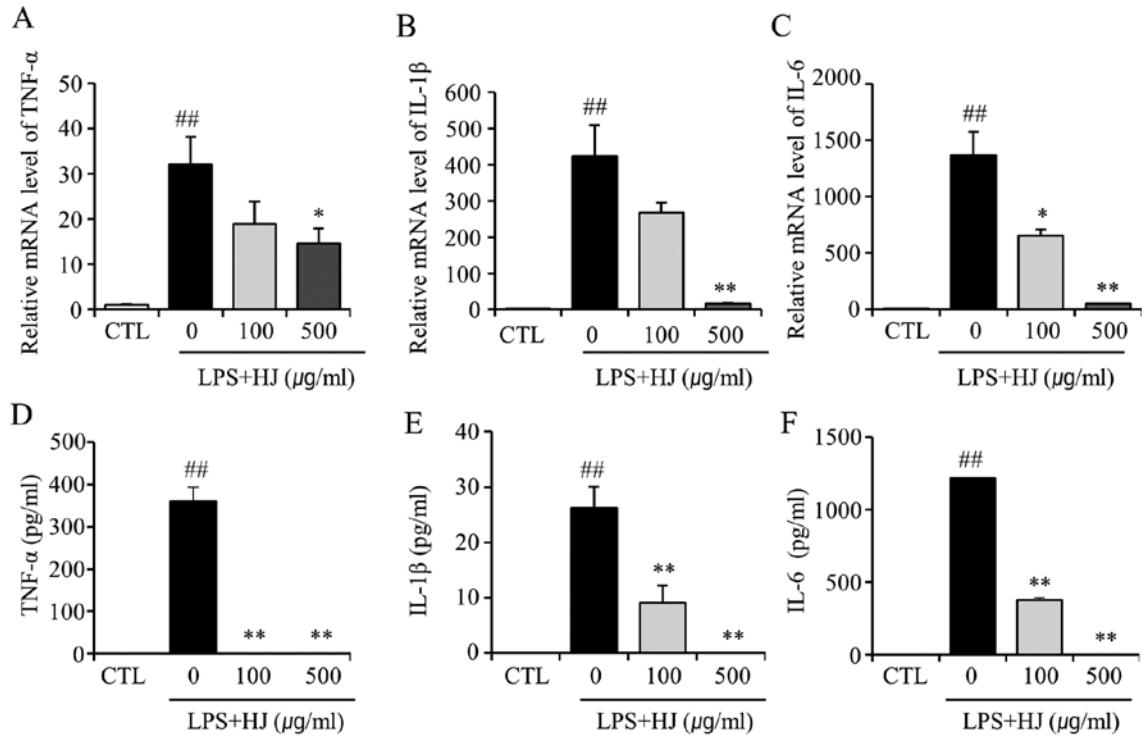 A
Relative mRNA level of TNF-α
50
40
30
20
10
0
##
*
CTL
0
100
500
LPS+HJ (μg/ml)
B
Relative mRNA level of IL-1β
600
500
400
300
200
100
0
##
**
CTL
0
100
500
LPS+HJ (μg/ml)
C
Relative mRNA level of IL-6
2000
1500
1000
500
0
##
*
**
CTL
0
100
500
LPS+HJ (μg/ml)
D
TNF-α (pg/ml)
500
400
300
200
100
0
##
**
**
CTL
0
100
500
LPS+HJ (μg/ml)
E
IL-1β (pg/ml)
40
30
20
10
0
##
**
**
CTL
0
100
500
LPS+HJ (μg/ml)
F
IL-6 (pg/ml)
1500
1000
500
0
##
**
**
CTL
0
100
500
LPS+HJ (μg/ml)